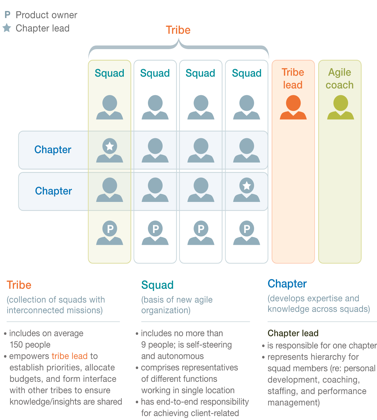 P Product owner
Chapter lead
Tribe
Squad Squad Squad Squad Tribe lead Agile coach
Chapter
Chapter
P P P P
Tribe
(collection of squads with
interconnected missions)
• includes on average
150 people
• empowers tribe lead to
establish priorities, allocate
budgets, and form interface
with other tribes to ensure
knowledge/insights are shared
Squad
(basis of new agile
organization)
• includes no more than
9 people; is self-steering
and autonomous
• comprises representatives
of different functions
working in single location
• has end-to-end responsibility
for achieving client-related
Chapter
(develops expertise and
knowledge across squads)
Chapter lead
• is responsible for one chapter
• represents hierarchy for
squad members (re: personal
development, coaching,
staffing, and performance
management)